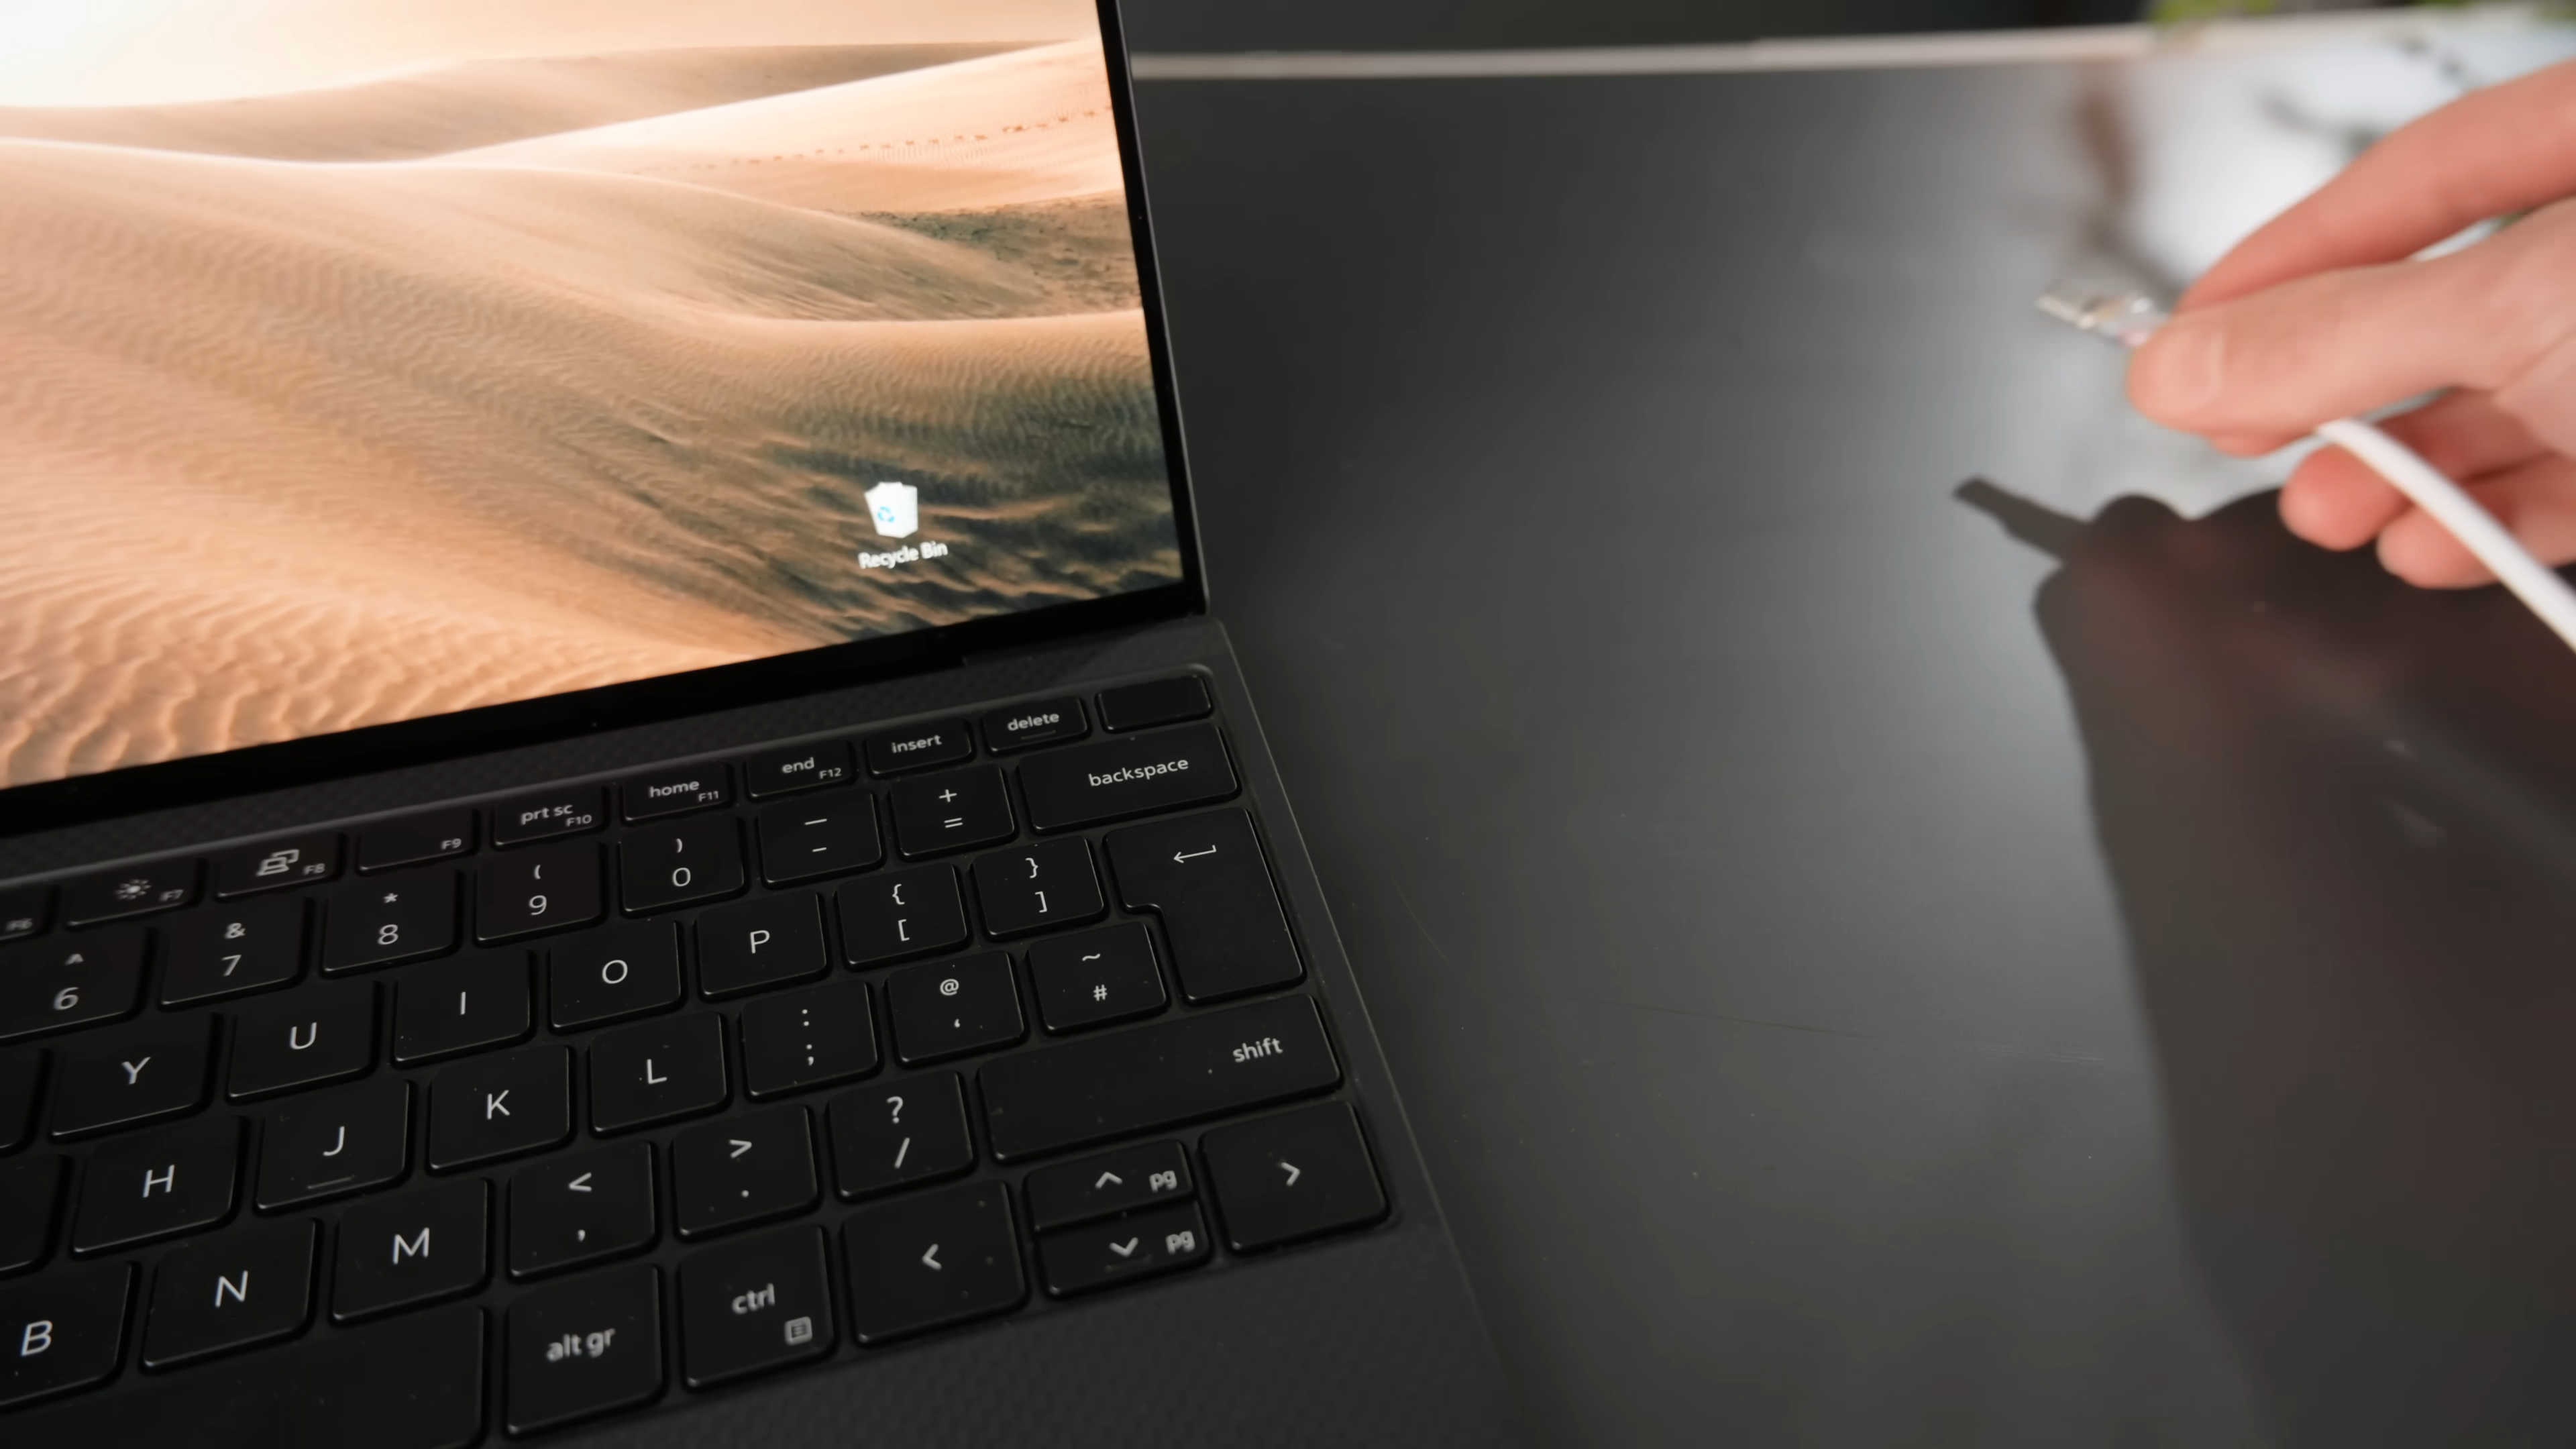 Recycle Bin
F6
F7
F8
F9
prt sc F10
home F11
end F12
insert
delete
^
6
&
7
*
8
(
9
)
0
—
-
+
=
backspace
Y
U
I
O
P
{
[
}
]
H
J
K
L
:
;
@
'
~
#
B
N
M
<
,
>
.
?
/
shift
alt gr
ctrl
<
^ pg
pg
>